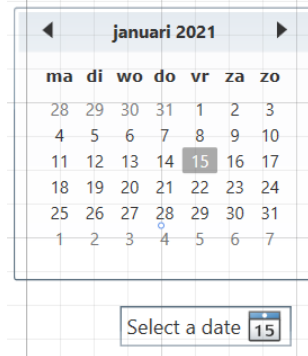 januari 2021
ma di wo do vr za zo
28 29 30 31 1 2 3
4 5 6 7 8 9 10
11 12 13 14 15 16 17
18 19 20 21 22 23 24
25 26 27 28 29 30 31
1 2 3 4 5 6 7
Select a date 15